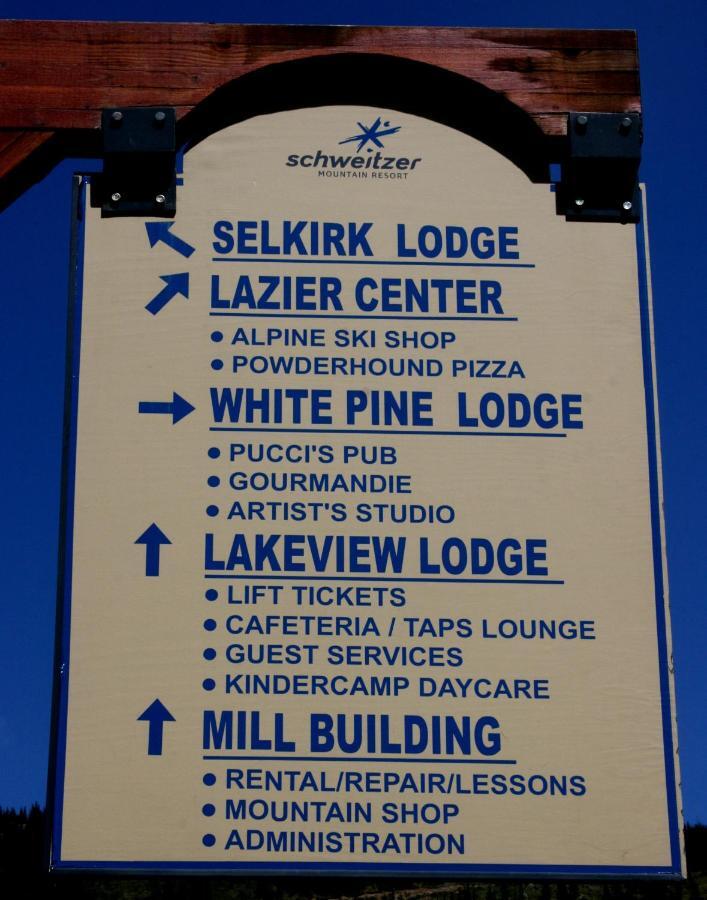 schweitzer
MOUNTAIN RESORT
SELKIRK LODGE
LAZIER CENTER
• ALPINE SKI SHOP
• POWDERHOUND PIZZA
WHITE PINE LODGE
• PUCCI'S PUB
• GOURMANDIE
• ARTIST'S STUDIO
LAKEVIEW LODGE
• LIFT TICKETS
• CAFETERIA / TAPS LOUNGE
• GUEST SERVICES
• KINDERCAMP DAYCARE
MILL BUILDING
• RENTAL/REPAIR/LESSONS
• MOUNTAIN SHOP
• ADMINISTRATION